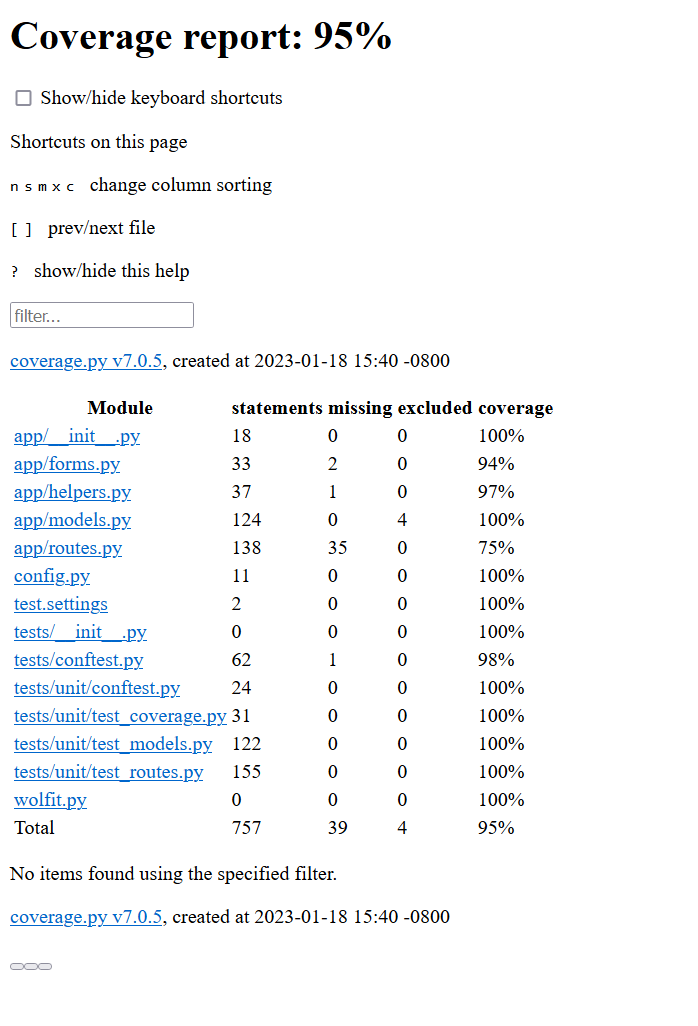 Coverage report: 95%
Show/hide keyboard shortcuts
Shortcuts on this page
n s m x c change column sorting
[ ] prev/next file
? show/hide this help
filter...
coverage.py v7.0.5, created at 2023-01-18 15:40 -0800
Module statements missing excluded coverage
app/__init__.py 18 0 0 100%
app/forms.py 33 2 0 94%
app/helpers.py 37 1 0 97%
app/models.py 124 0 4 100%
app/routes.py 138 35 0 75%
config.py 11 0 0 100%
test.settings 2 0 0 100%
tests/__init__.py 0 0 0 100%
tests/conftest.py 62 1 0 98%
tests/unit/conftest.py 24 0 0 100%
tests/unit/test_coverage.py 31 0 0 100%
tests/unit/test_models.py 122 0 0 100%
tests/unit/test_routes.py 155 0 0 100%
wolfit.py 0 0 0 100%
Total 757 39 4 95%
No items found using the specified filter.
coverage.py v7.0.5, created at 2023-01-18 15:40 -0800